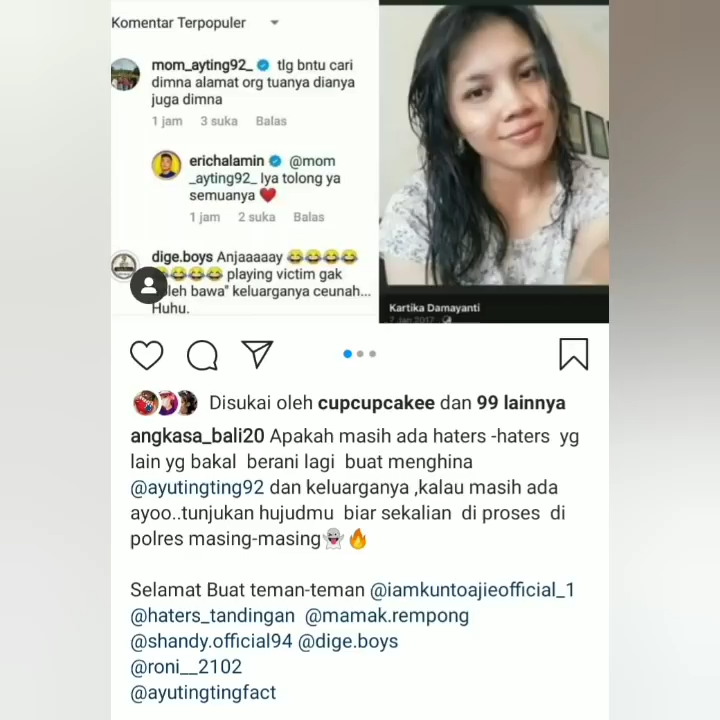 Komentar Terpopuler
mom_ayting92_ tlg bntu cari
dimna alamat org tuanya dianya
juga dimna
1 jam 3 suka Balas
erichalamin @mom
_ayting92_ Iya tolong ya
semuanya ❤️
1 jam 2 suka Balas
dige.boys Anjaaaaay 😂😂😂😂
😂😂😂😂 playing victim gak
bawa" keluarganya ceunah...
Huhu.
Kartika Damayanti
7 Jan 2017
Disukai oleh cupcupcakee dan 99 lainnya
angkasa_bali20 Apakah masih ada haters -haters yg
lain yg bakal berani lagi buat menghina
@ayutingting92 dan keluarganya ,kalau masih ada
ayoo..tunjukan hujudmu biar sekalian di proses di
polres masing-masing👻🔥
Selamat Buat teman-teman @iamkuntoajieofficial_1
@haters_tandingan @mamak.rempong
@shandy.official94 @dige.boys
@roni__2102
@ayutingtingfact